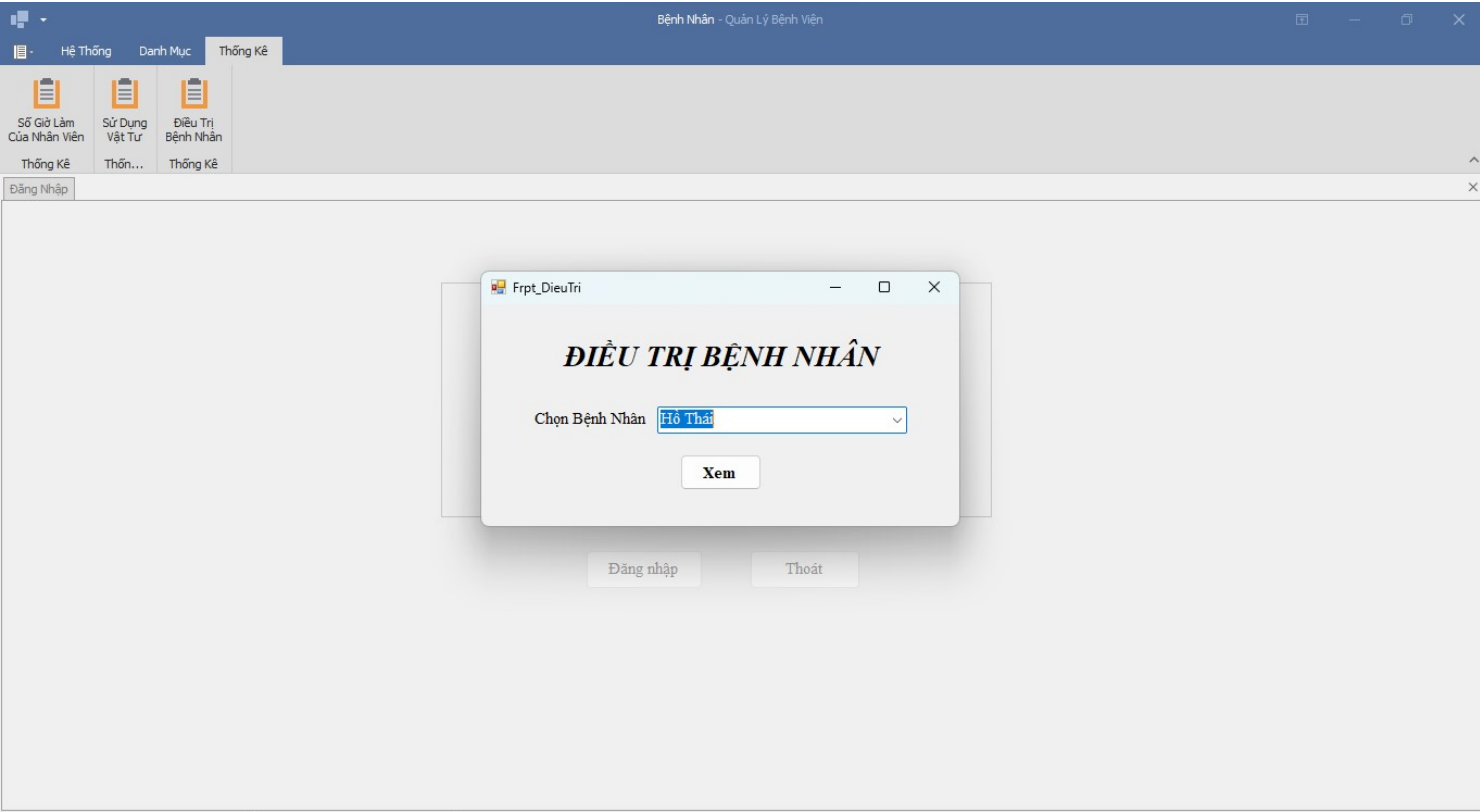 Bệnh Nhân - Quản Lý Bệnh Viện
Hệ Thống Danh Mục Thống Kê
Số Giờ Làm
Của Nhân Viên
Sử Dụng
Vật Tư
Điều Trị
Bệnh Nhân
Thống Kê Thốn... Thống Kê
Đăng Nhập
Frpt_DieuTri
ĐIỀU TRỊ BỆNH NHÂN
Chọn Bệnh Nhân Hồ Thái
Xem
Đăng nhập Thoát